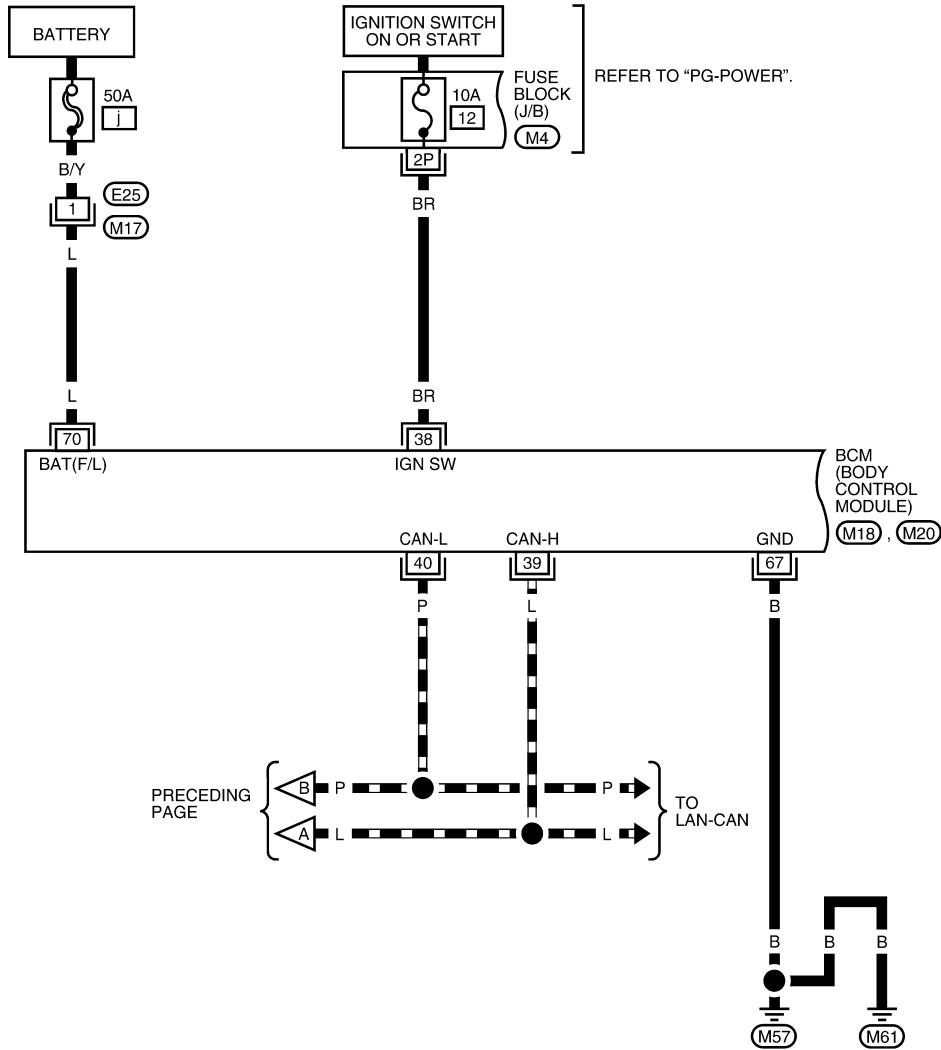 BATTERY
IGNITION SWITCH
ON OR START
50A
j
10A
12
FUSE
BLOCK
(J/B)
M4
REFER TO “PG-POWER”.
2P
B/Y
1
E25
M17
BR
L
L
BR
70
38
BAT(F/L)
IGN SW
BCM
(BODY
CONTROL
MODULE)
M18 , M20
CAN-L
CAN-H
GND
40
39
67
P
L
B
PRECEDING
PAGE
B
P
P
A
L
L
TO
LAN-CAN
B
B
B
M57
M61